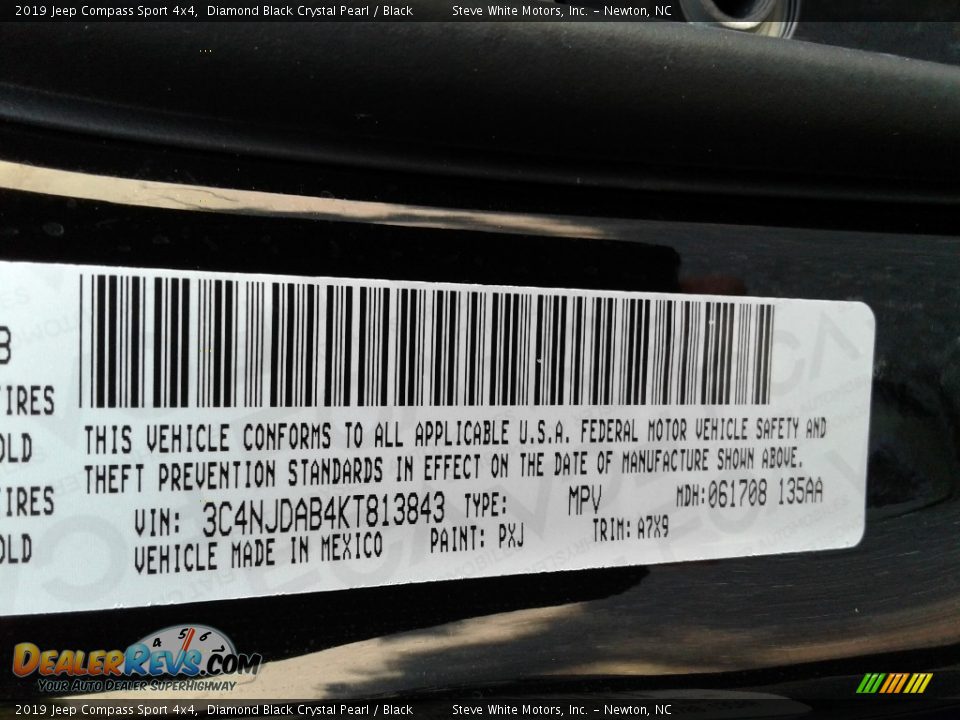 2019 Jeep Compass Sport 4x4, Diamond Black Crystal Pearl / Black Steve White Motors, Inc. – Newton, NC
THIS VEHICLE CONFORMS TO ALL APPLICABLE U.S.A. FEDERAL MOTOR VEHICLE SAFETY AND
THEFT PREVENTION STANDARDS IN EFFECT ON THE DATE OF MANUFACTURE SHOWN ABOVE.
VIN: 3C4NJDAB4KT813843 TYPE: MPV MDH:061708 135AA
VEHICLE MADE IN MEXICO PAINT: PXJ TRIM: A7X9
B
IRES
OLD
IRES
OLD
4 5 6
DealerRevs.com
Your Auto Dealer SuperHighway
2019 Jeep Compass Sport 4x4, Diamond Black Crystal Pearl / Black Steve White Motors, Inc. – Newton, NC